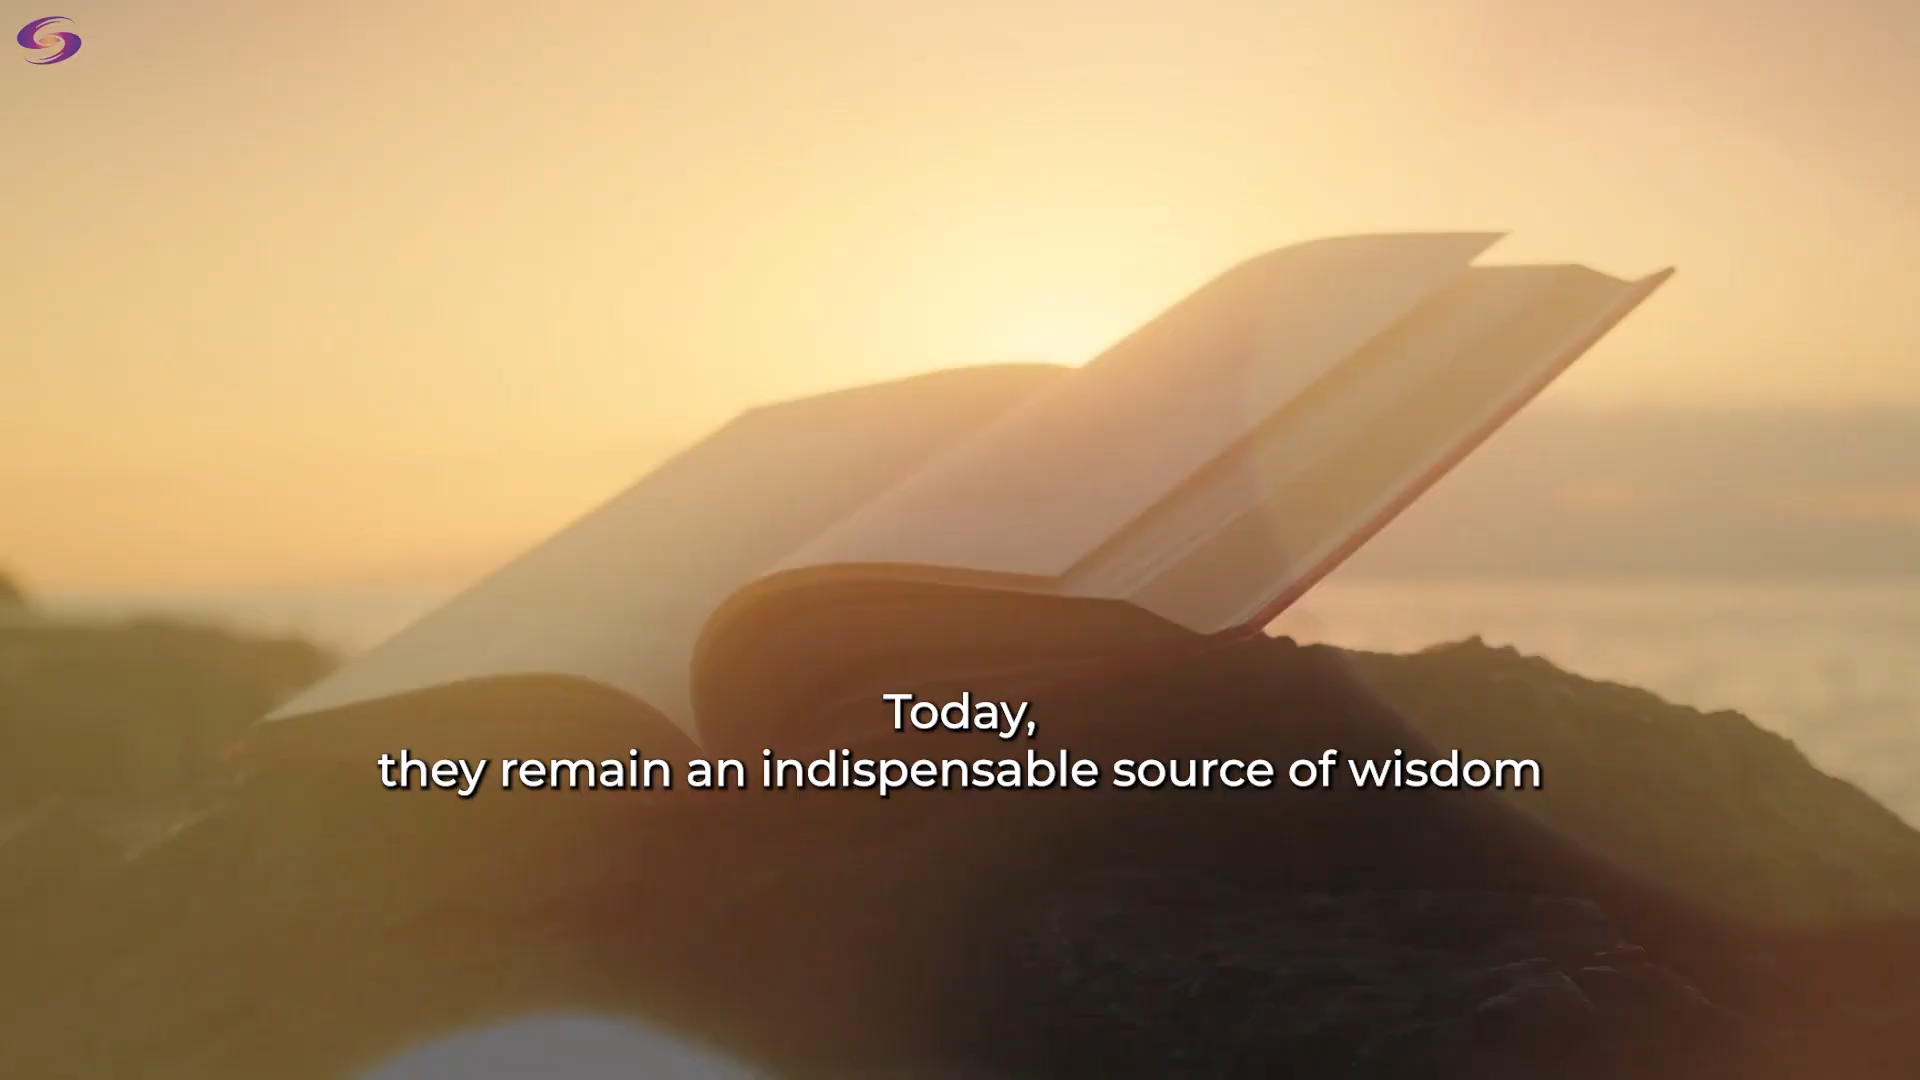 Today,
they remain an indispensable source of wisdom